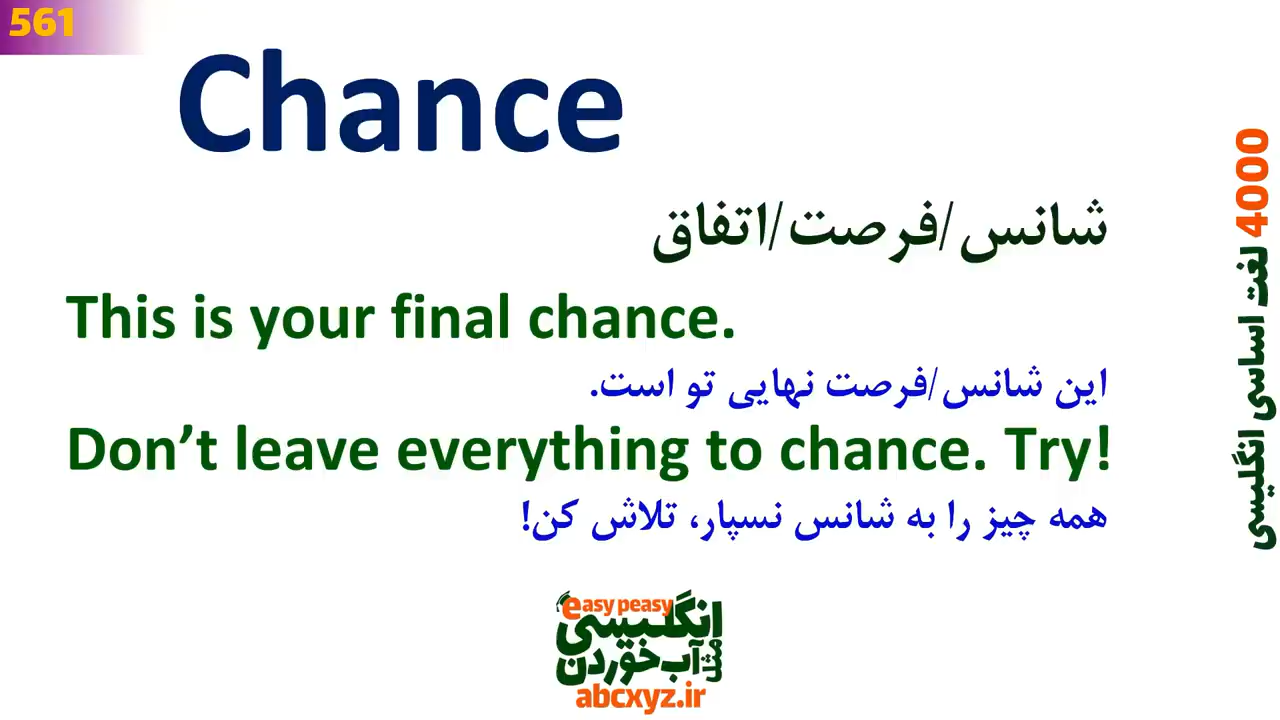 561
Chance
شانس/فرصت/اتفاق
This is your final chance.
این شانس/فرصت نهایی تو است.
Don’t leave everything to chance. Try!
همه چیز را به شانس نسپار، تلاش کن!
4000 لغت اساسی انگلیسی
easy peasy
انگلیسی
مثل آب خوردن
abcxyz.ir